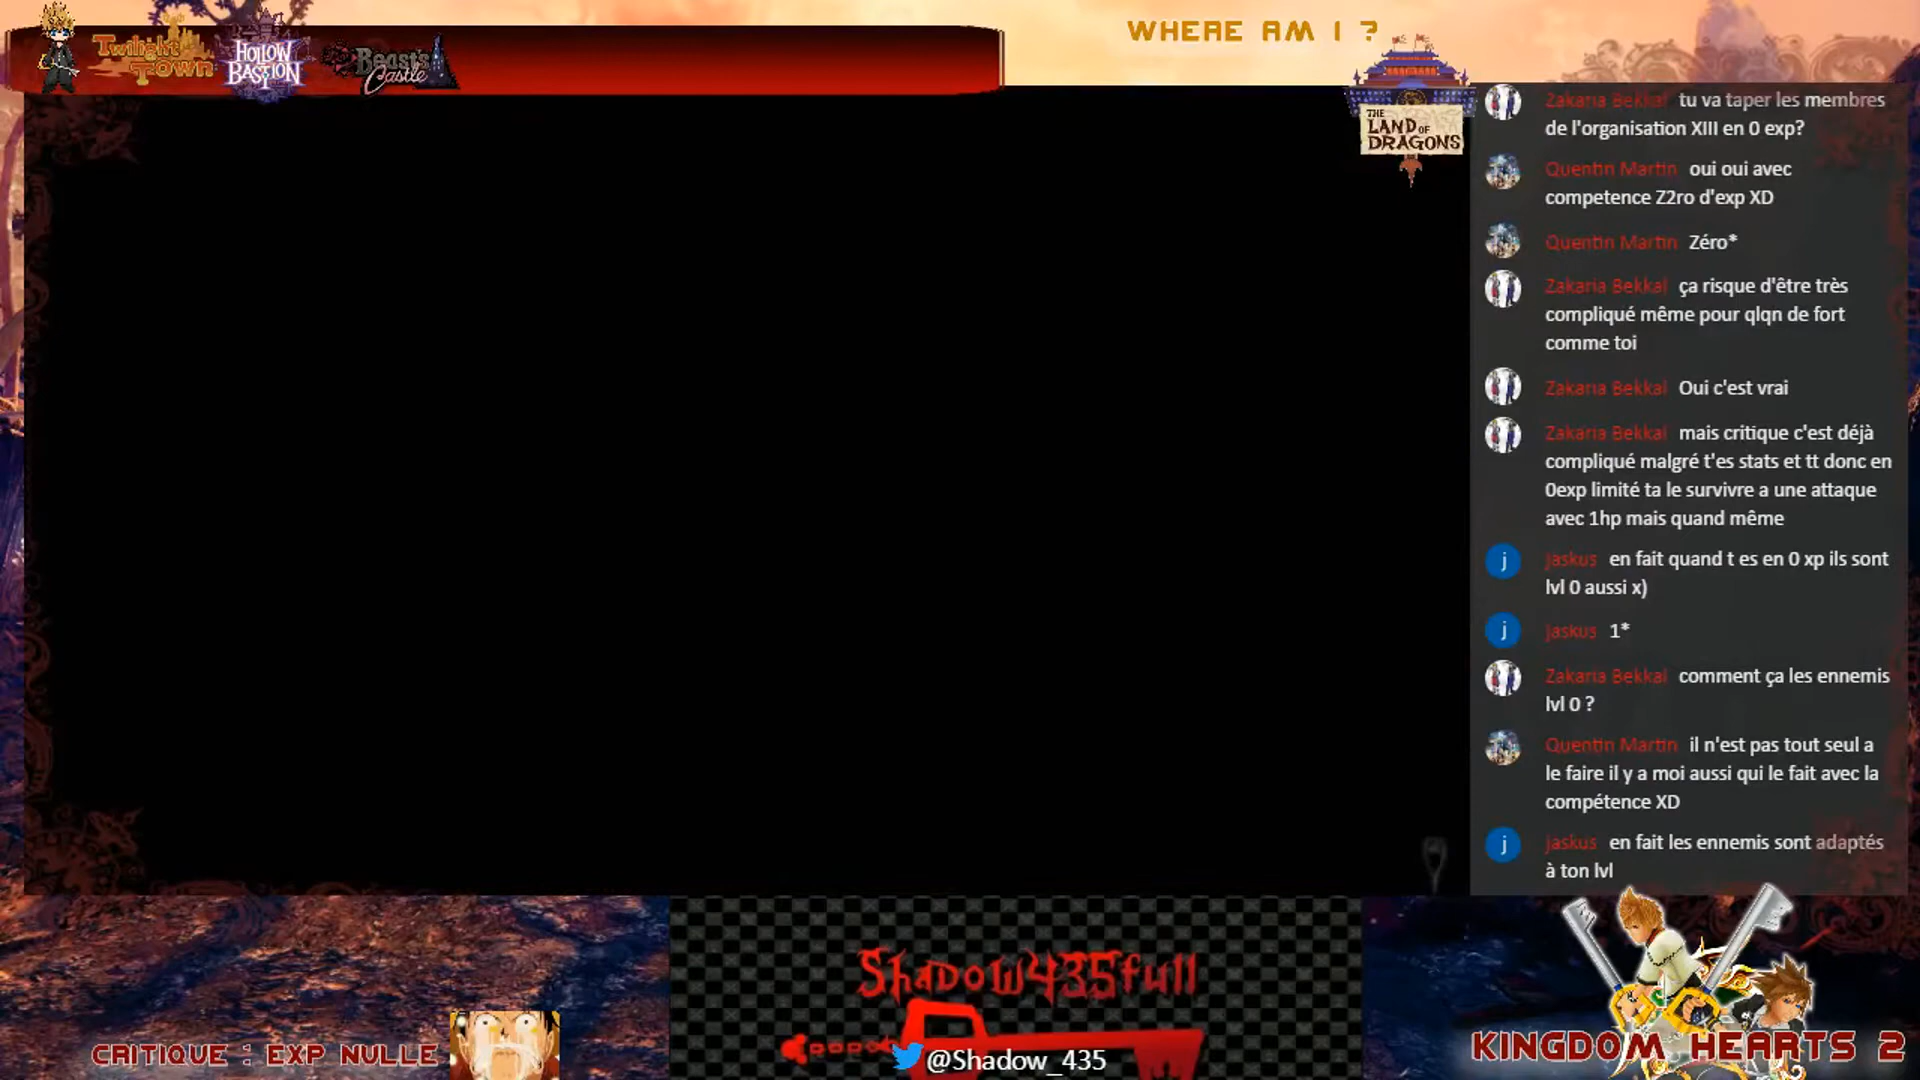 Twilight Town
HOLLOW BASTION
Beast's Castle
WHERE AM I ?
THE LAND OF DRAGONS
Zakaria Bekkal tu va taper les membres
de l'organisation XIII en 0 exp?
Quentin Martin oui oui avec
competence Z2ro d'exp XD
Quentin Martin Zéro*
Zakaria Bekkal ça risque d'être très
compliqué même pour qlqn de fort
comme toi
Zakaria Bekkal Oui c'est vrai
Zakaria Bekkal mais critique c'est déjà
compliqué malgré t'es stats et tt donc en
0exp limité ta le survivre a une attaque
avec 1hp mais quand même
j
jaskus en fait quand t es en 0 xp ils sont
lvl 0 aussi x)
j
jaskus 1*
Zakaria Bekkal comment ça les ennemis
lvl 0 ?
Quentin Martin il n'est pas tout seul a
le faire il y a moi aussi qui le fait avec la
compétence XD
j
jaskus en fait les ennemis sont adaptés
à ton lvl
CRITIQUE : EXP NULLE
Shadow435full
@Shadow_435
KINGDOM HEARTS 2